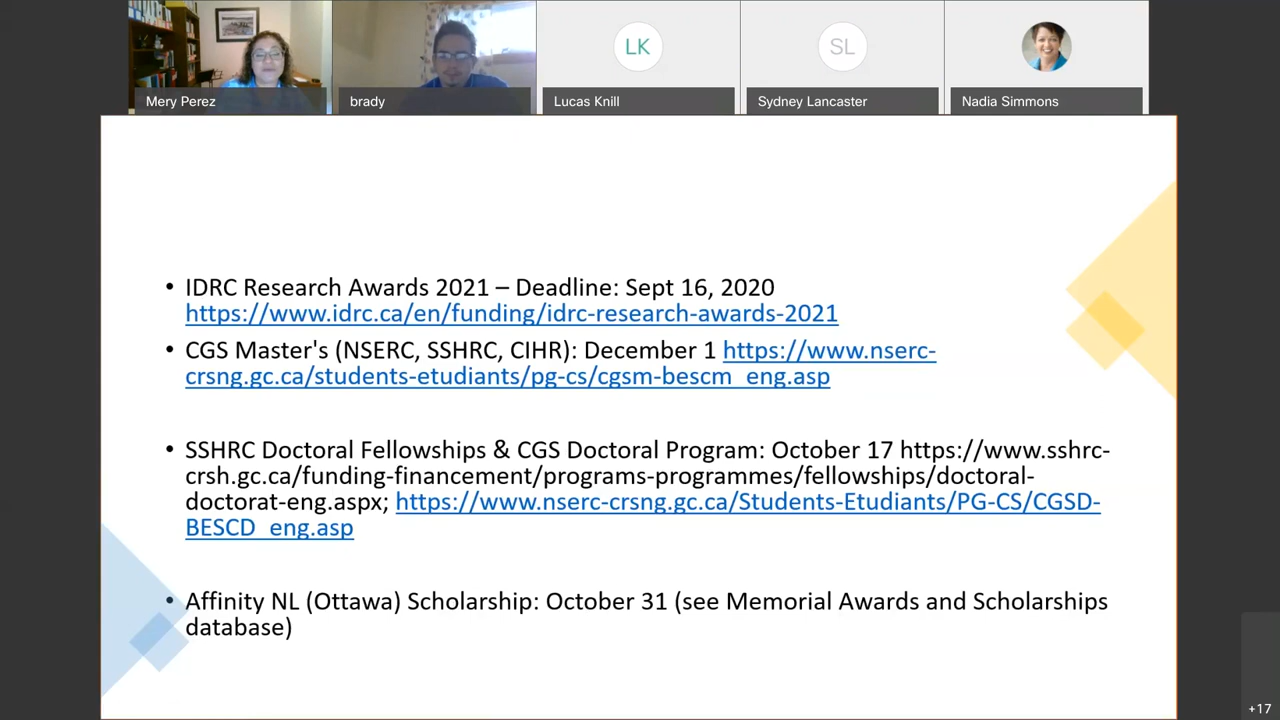 LK
SL
Mery Perez
brady
Lucas Knill
Sydney Lancaster
Nadia Simmons
• IDRC Research Awards 2021 – Deadline: Sept 16, 2020
https://www.idrc.ca/en/funding/idrc-research-awards-2021
• CGS Master's (NSERC, SSHRC, CIHR): December 1 https://www.nserc-
crsng.gc.ca/students-etudiants/pg-cs/cgsm-bescm_eng.asp
• SSHRC Doctoral Fellowships & CGS Doctoral Program: October 17 https://www.sshrc-
crsh.gc.ca/funding-financement/programs-programmes/fellowships/doctoral-
doctorat-eng.aspx; https://www.nserc-crsng.gc.ca/Students-Etudiants/PG-CS/CGSD-
BESCD_eng.asp
• Affinity NL (Ottawa) Scholarship: October 31 (see Memorial Awards and Scholarships
database)
+17